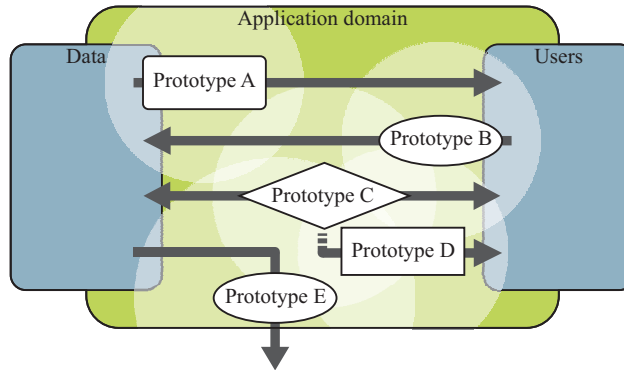 Application domain
Data
Users
Prototype A
Prototype B
Prototype C
Prototype D
Prototype E